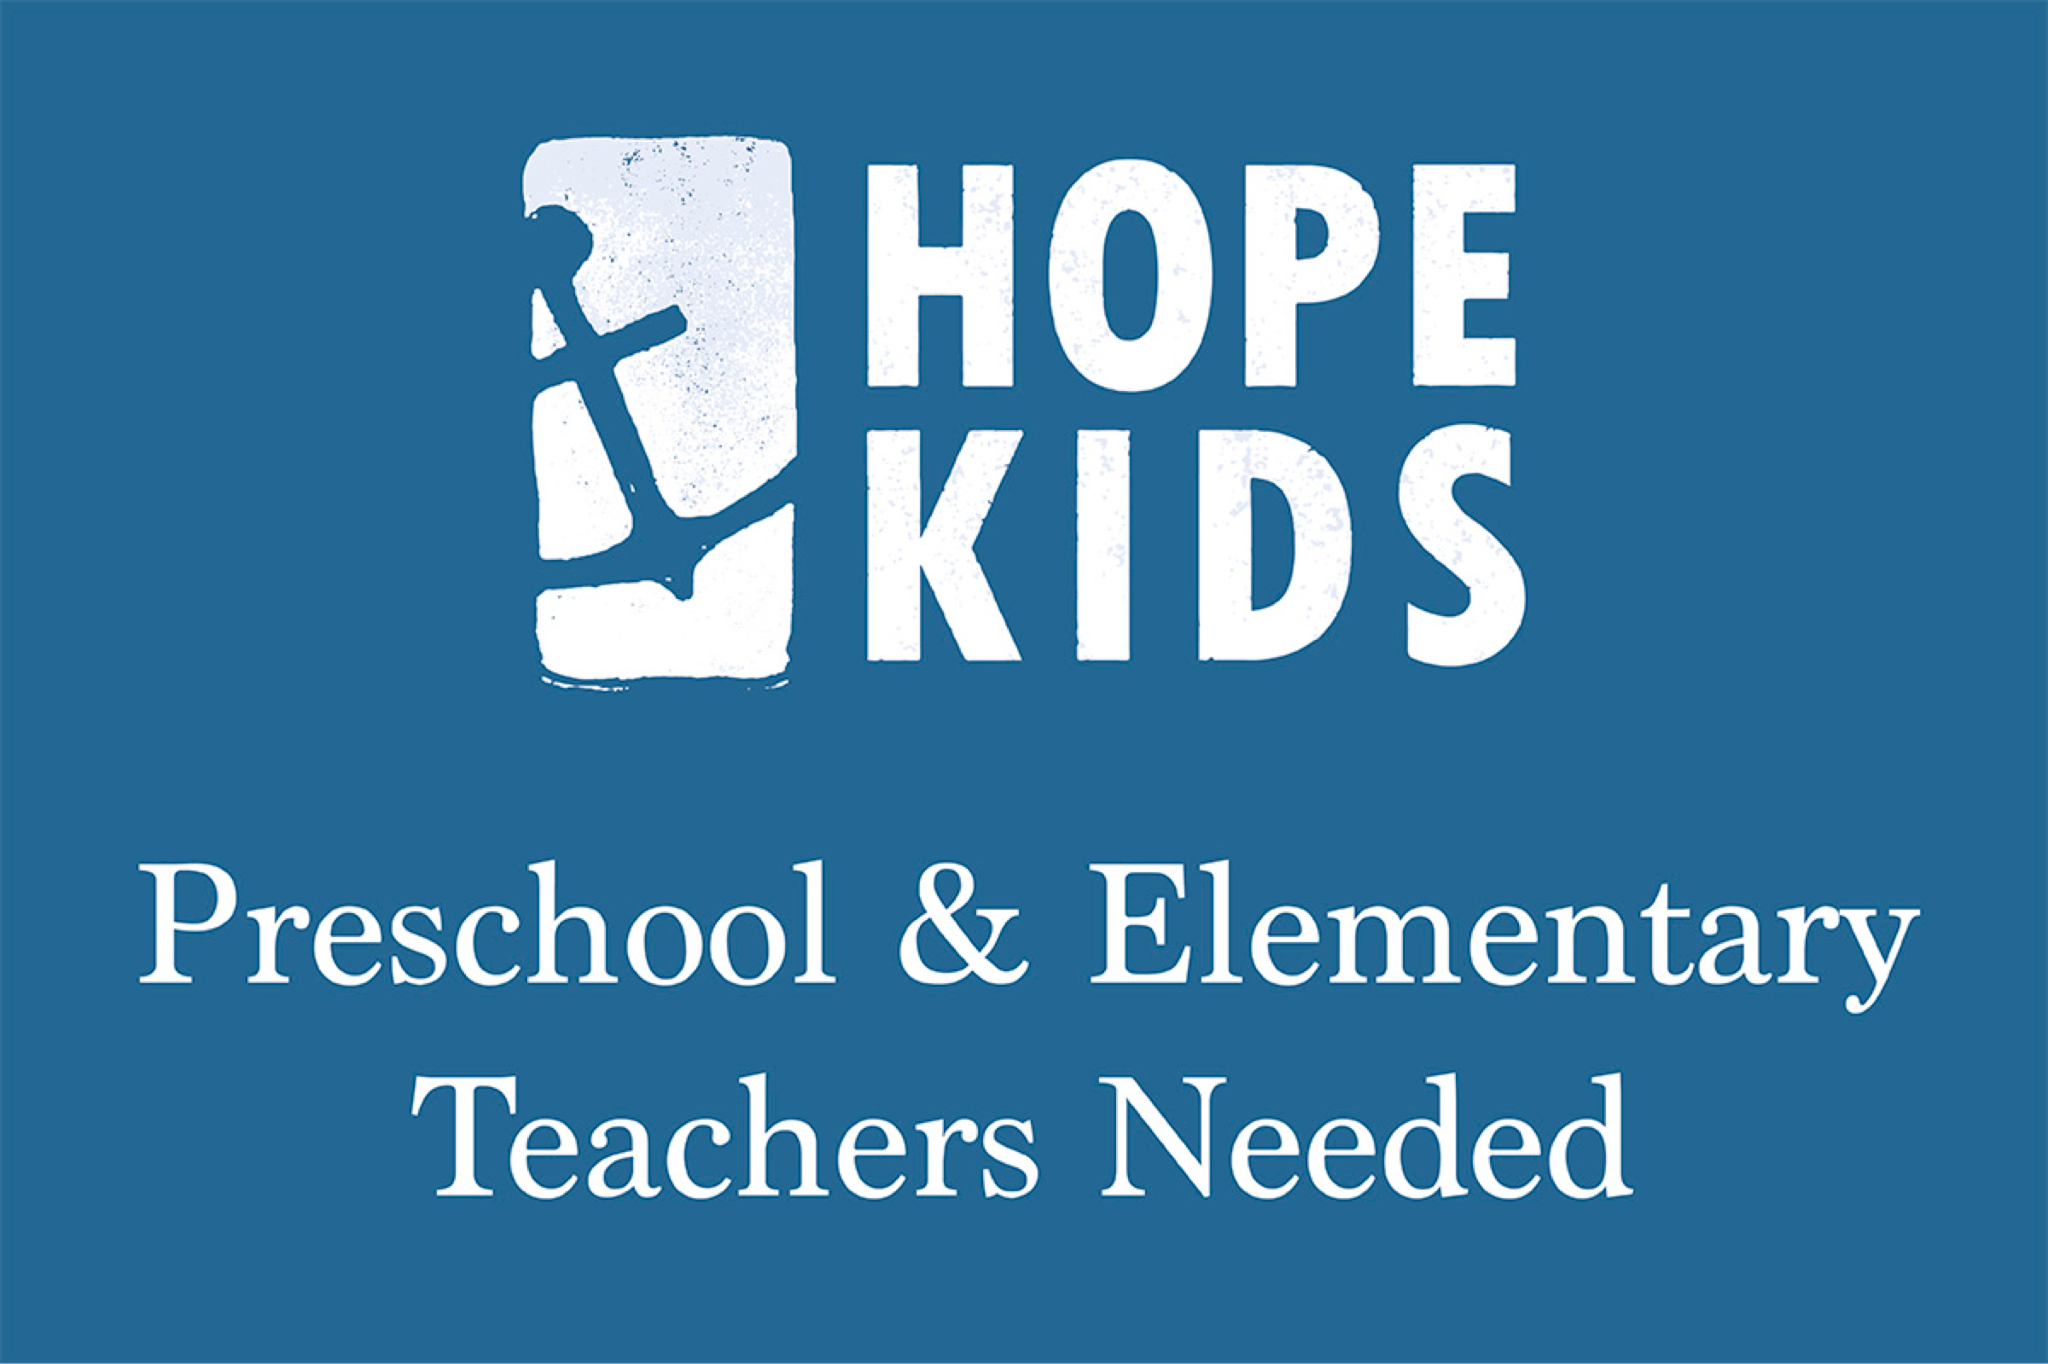 HOPE
KIDS
Preschool & Elementary
Teachers Needed